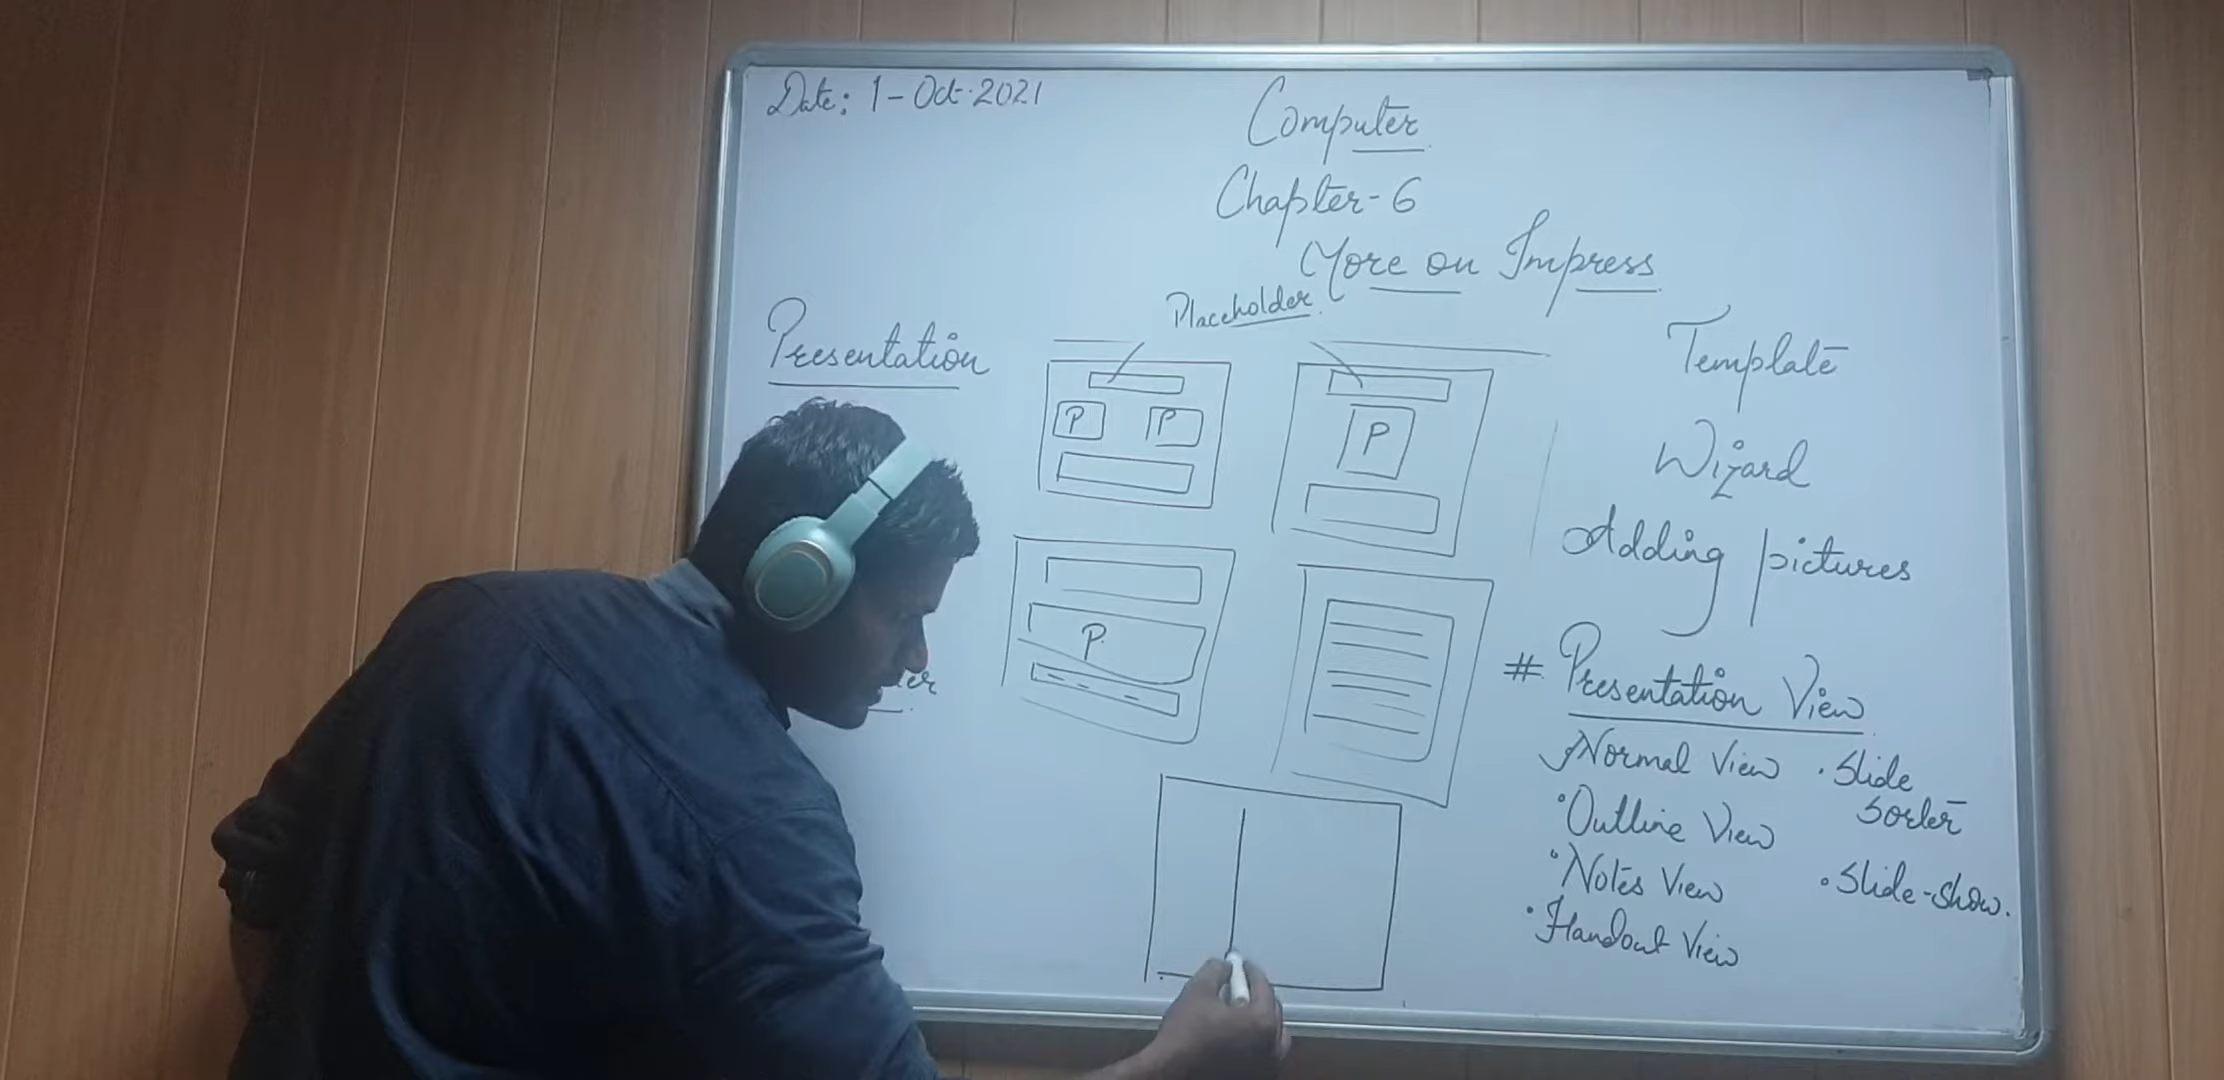 Date: 1-Oct-2021
Computer
Chapter-6
More on Impress
Placeholder
Presentation
P P
P
P
Template
Wizard
Adding pictures
# Presentation View
Normal View
Outline View
Notes View
Handout View
Slide
Sorter
Slide-show.